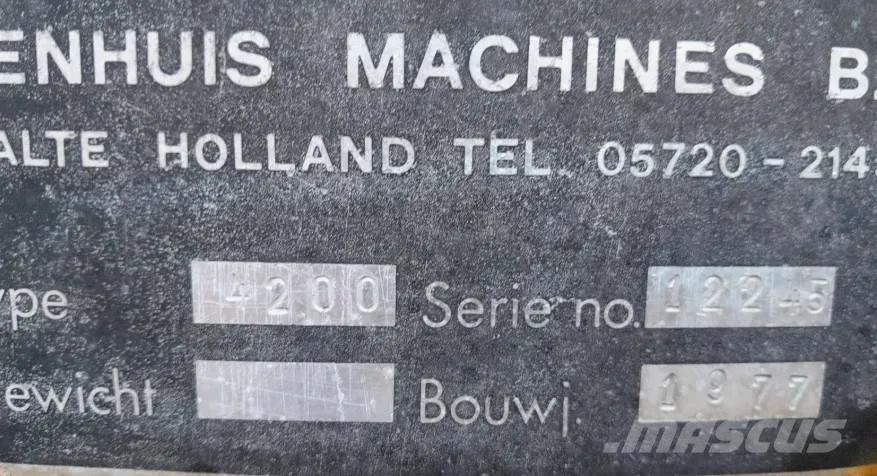 ENHUIS MACHINES B.
ALTE HOLLAND TEL. 05720-214
ype 4200 Serie no. 12245
ewicht Bouwj. 1977
MASCUS